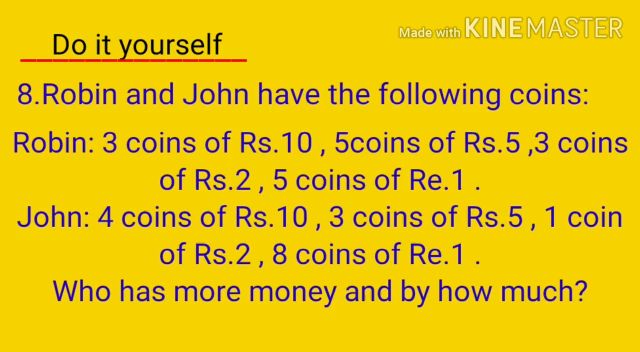 Made with KINEMASTER
Do it yourself
8.Robin and John have the following coins:
Robin: 3 coins of Rs.10 , 5coins of Rs.5 ,3 coins
of Rs.2 , 5 coins of Re.1 .
John: 4 coins of Rs.10 , 3 coins of Rs.5 , 1 coin
of Rs.2 , 8 coins of Re.1 .
Who has more money and by how much?